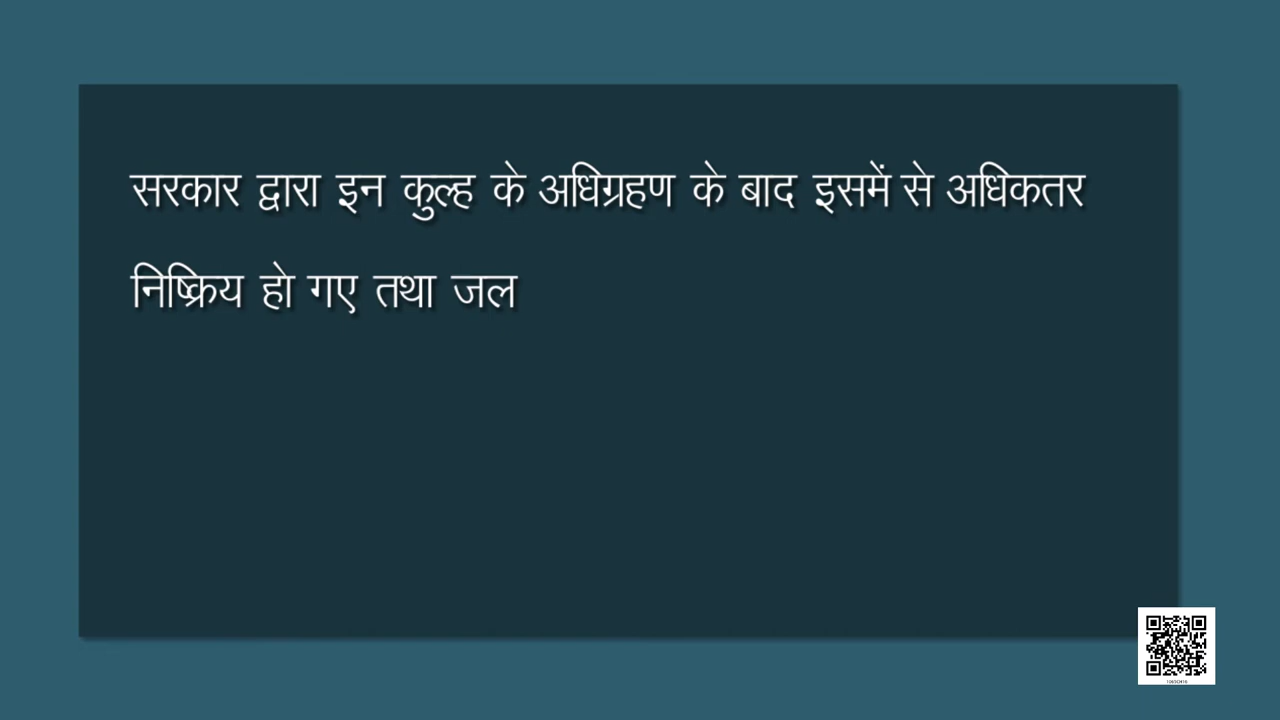 सरकार द्वारा इन कुल्ह के अधिग्रहण के बाद इसमें से अधिकतर
निष्क्रिय हो गए तथा जल